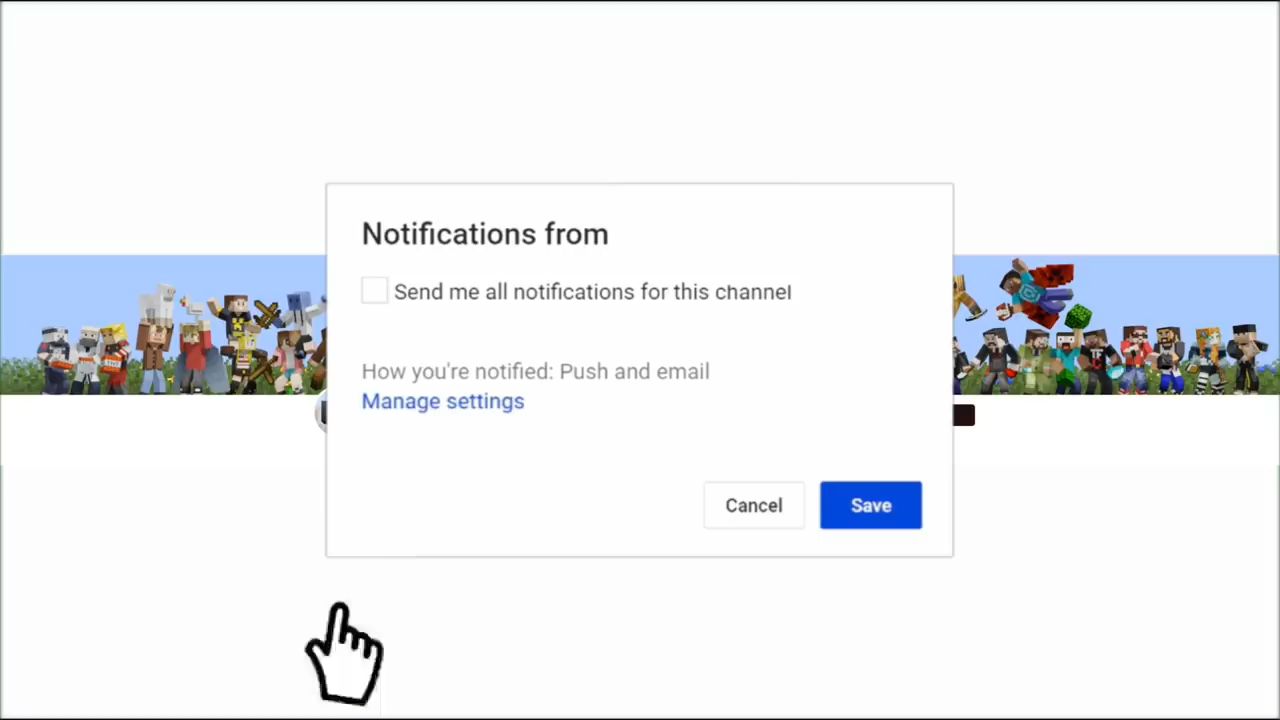 Notifications from
Send me all notifications for this channel
How you're notified: Push and email
Manage settings
Cancel
Save